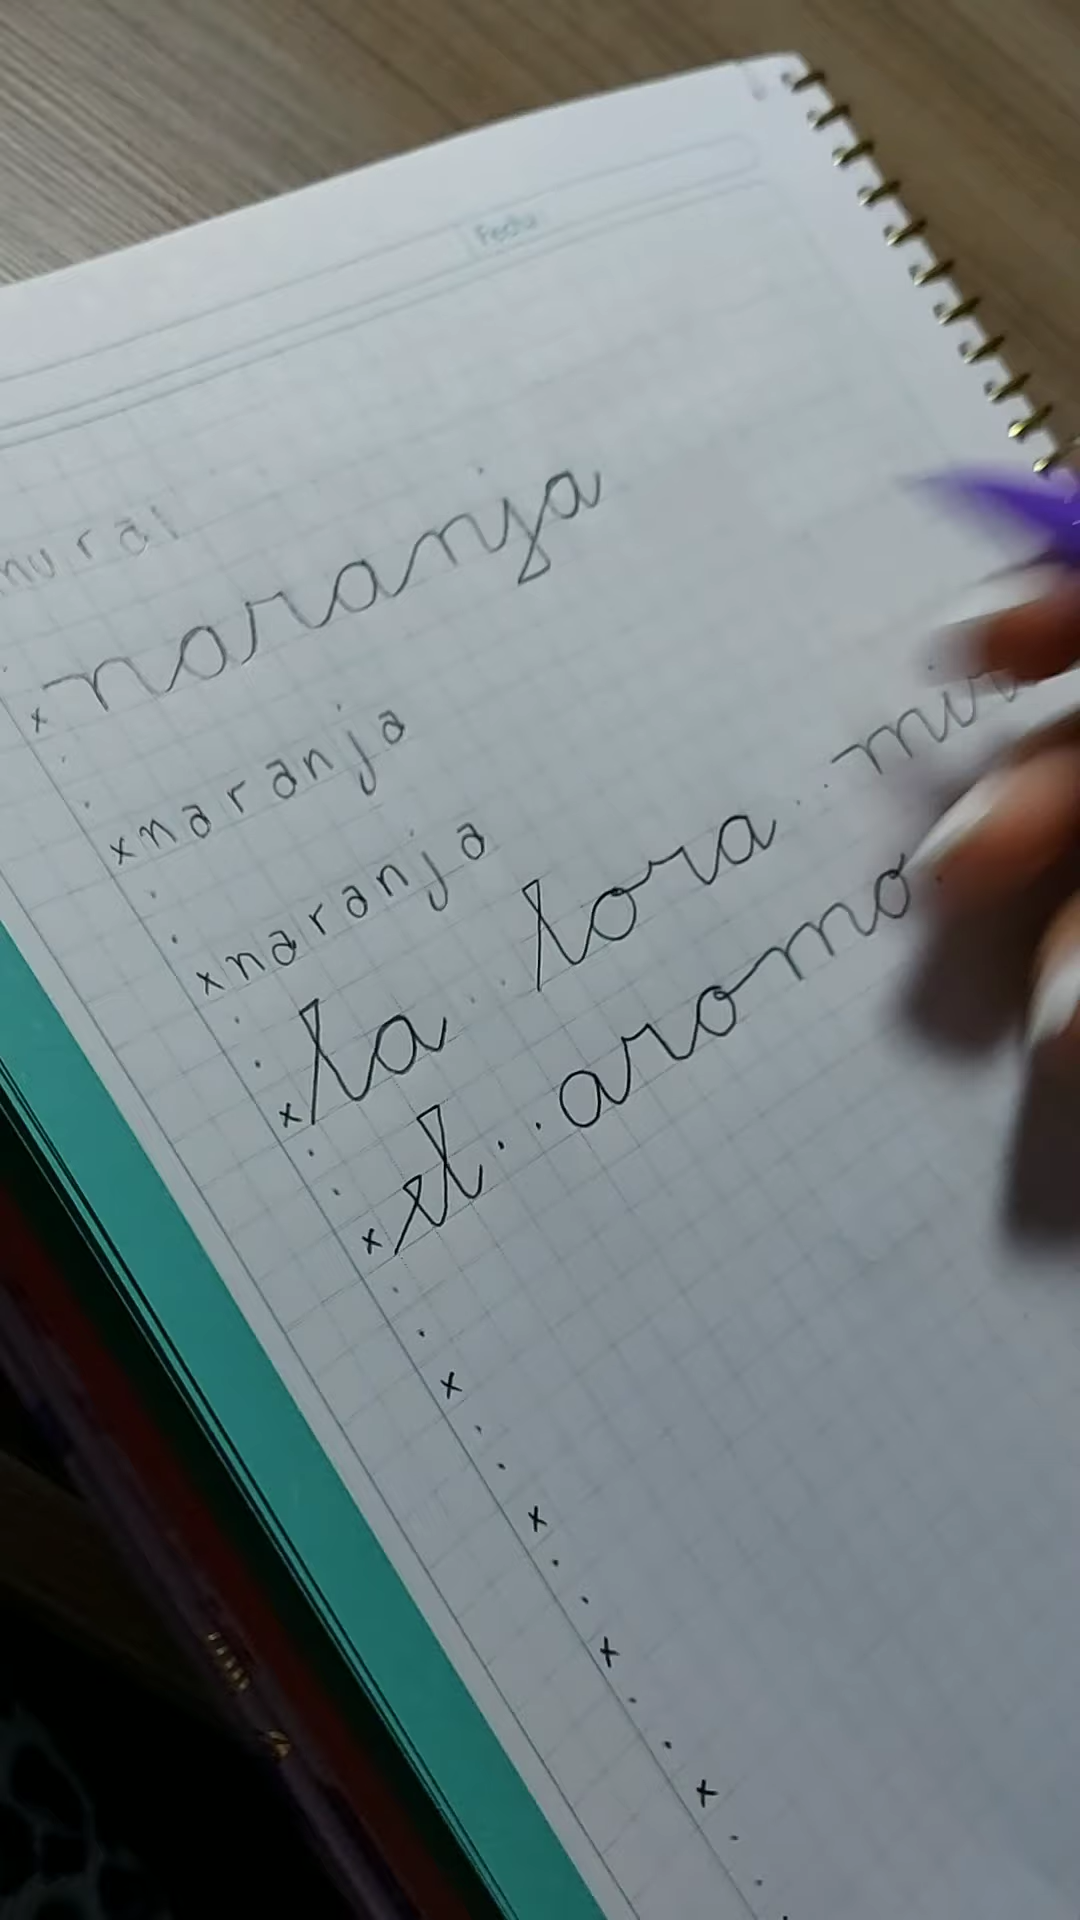 Fecha
mural
x naranja
x naranja
x naranja
x la .. lora ..
x el .. aromo
x
x
x
x